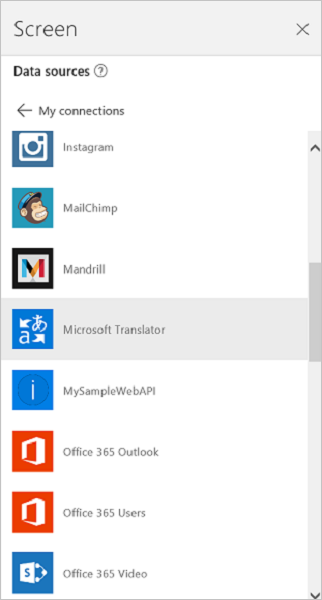 Screen
Data sources ?
My connections
Instagram
MailChimp
Mandrill
Microsoft Translator
MySampleWebAPI
Office 365 Outlook
Office 365 Users
Office 365 Video